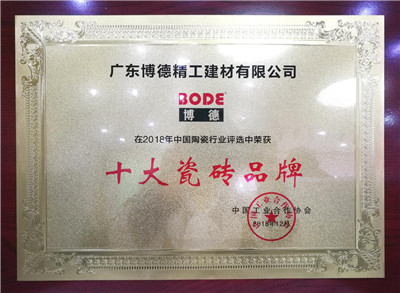 广东博德精工建材有限公司
BODE
博德
在2018年中国陶瓷行业评选中荣获
十大瓷砖品牌
中国工业合作协会
2018年12月